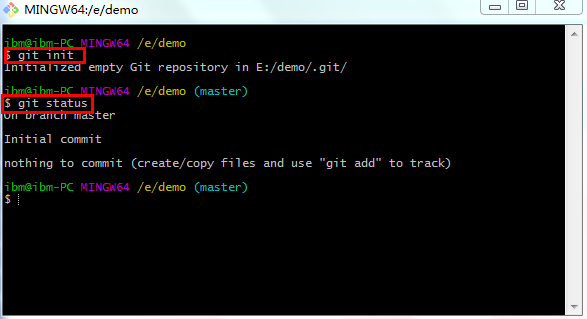 MINGW64:/e/demo
ibm@ibm-PC MINGW64 /e/demo
$ git init
Initialized empty Git repository in E:/demo/.git/
ibm@ibm-PC MINGW64 /e/demo (master)
$ git status
On branch master
Initial commit
nothing to commit (create/copy files and use "git add" to track)
ibm@ibm-PC MINGW64 /e/demo (master)
$